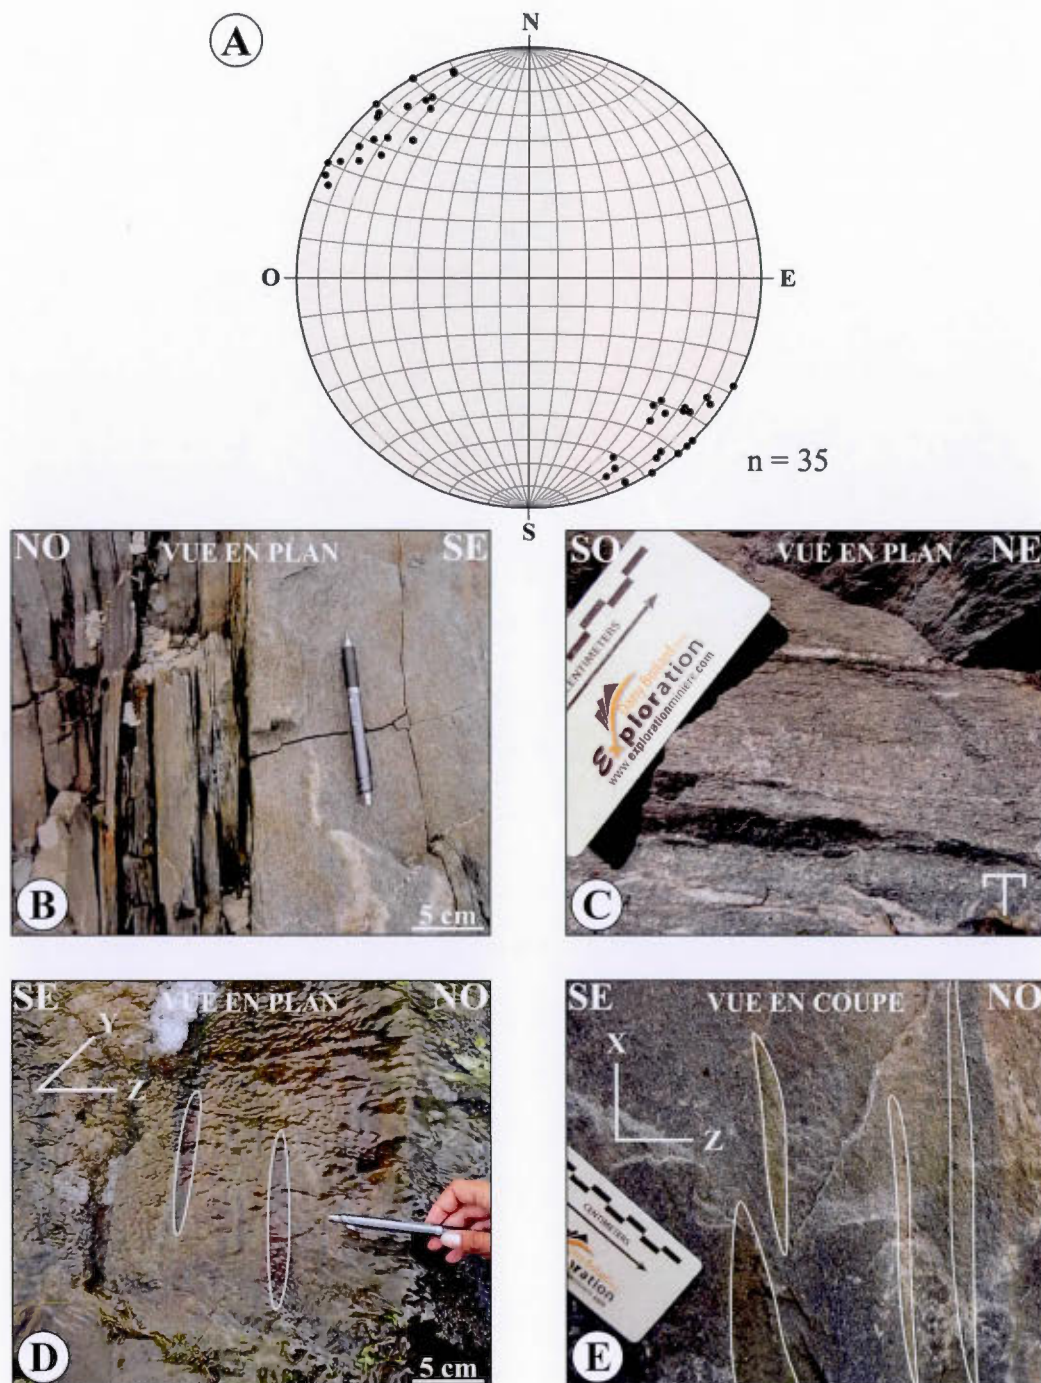 A
N
O
E
S
n = 35
NO VUE EN PLAN SE
B
5 cm
SO VUE EN PLAN NE
CENTIMETERS
Exploration
www.explorationminiere.com
C
SE VUE EN PLAN NO
Y
Z
D
5 cm
SE VUE EN COUPE NO
X
Z
CENTIMETERS
Exploration
E